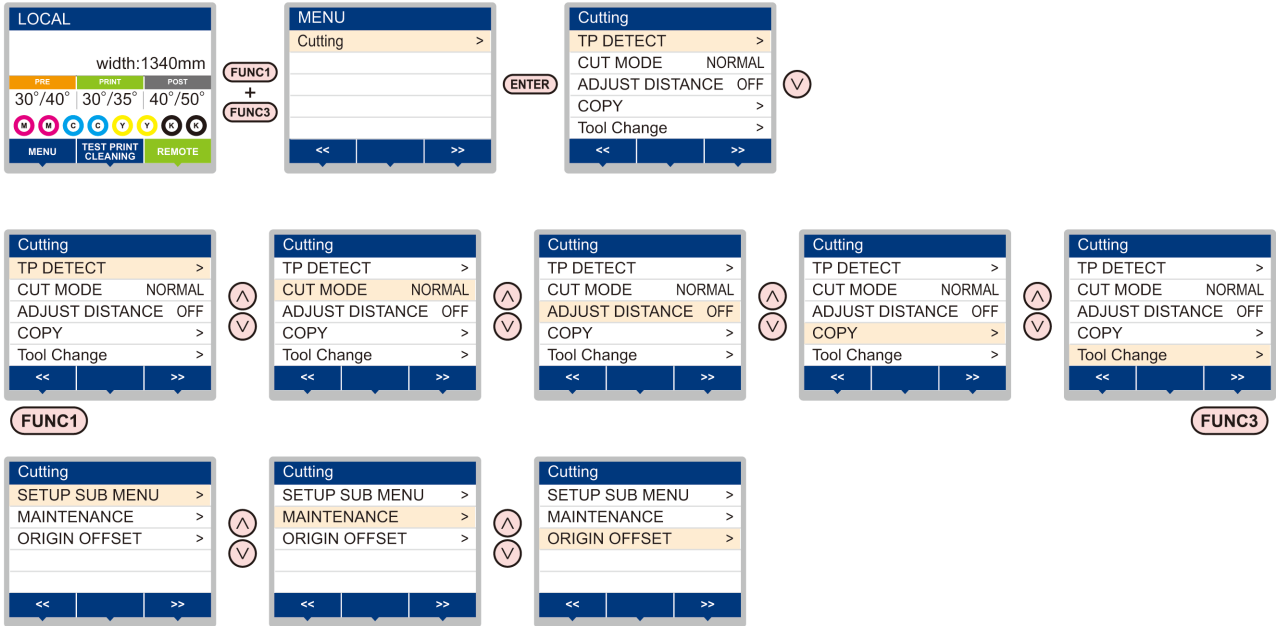 LOCAL
width:1340mm
PRE PRINT POST
30°/40° 30°/35° 40°/50°
M M C C Y Y K K
MENU TEST PRINT CLEANING REMOTE
FUNC1
+
FUNC3
MENU
Cutting >
<< >>
ENTER
Cutting
TP DETECT >
CUT MODE NORMAL
ADJUST DISTANCE OFF
COPY >
Tool Change >
<< >>
Cutting
TP DETECT >
CUT MODE NORMAL
ADJUST DISTANCE OFF
COPY >
Tool Change >
<< >>
Cutting
TP DETECT >
CUT MODE NORMAL
ADJUST DISTANCE OFF
COPY >
Tool Change >
<< >>
Cutting
TP DETECT >
CUT MODE NORMAL
ADJUST DISTANCE OFF
COPY >
Tool Change >
<< >>
Cutting
TP DETECT >
CUT MODE NORMAL
ADJUST DISTANCE OFF
COPY >
Tool Change >
<< >>
Cutting
TP DETECT >
CUT MODE NORMAL
ADJUST DISTANCE OFF
COPY >
Tool Change >
<< >>
FUNC1
FUNC3
Cutting
SETUP SUB MENU >
MAINTENANCE >
ORIGIN OFFSET >
<< >>
Cutting
SETUP SUB MENU >
MAINTENANCE >
ORIGIN OFFSET >
<< >>
Cutting
SETUP SUB MENU >
MAINTENANCE >
ORIGIN OFFSET >
<< >>